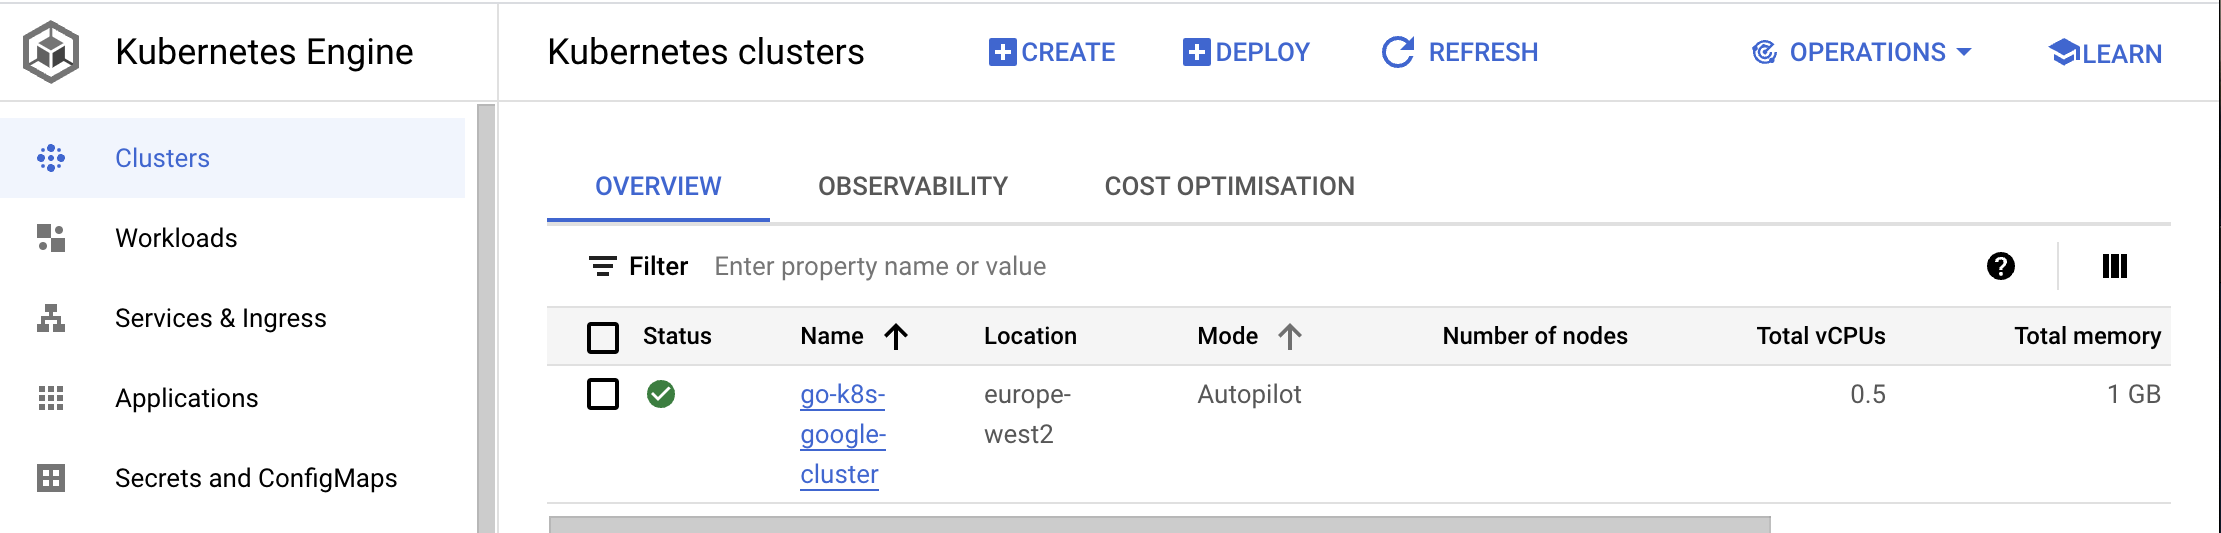 Kubernetes Engine
Kubernetes clusters
CREATE
DEPLOY
REFRESH
OPERATIONS
LEARN
Clusters
Workloads
Services & Ingress
Applications
Secrets and ConfigMaps
OVERVIEW
OBSERVABILITY
COST OPTIMISATION
Filter Enter property name or value
Status Name Location Mode Number of nodes Total vCPUs Total memory
go-k8s- europe- Autopilot 0.5 1 GB
google- west2
cluster